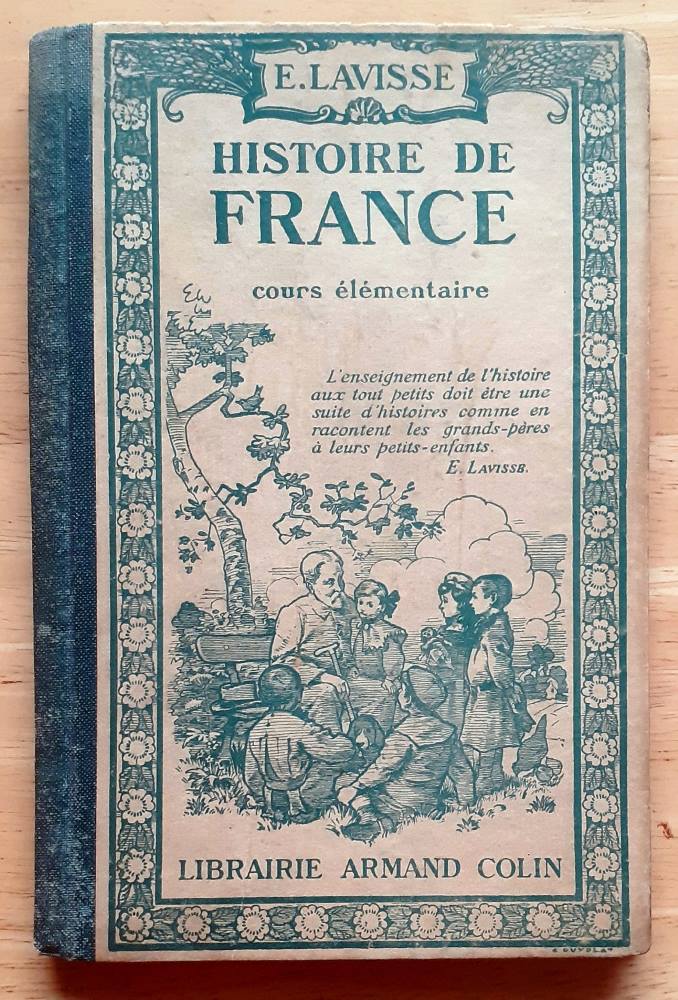 E. LAVISSE
HISTOIRE DE
FRANCE
cours élémentaire
L'enseignement de l'histoire
aux tout petits doit être une
suite d'histoires comme en
racontent les grands-pères
à leurs petits-enfants.
E. LAVISSE.
LIBRAIRIE ARMAND COLIN